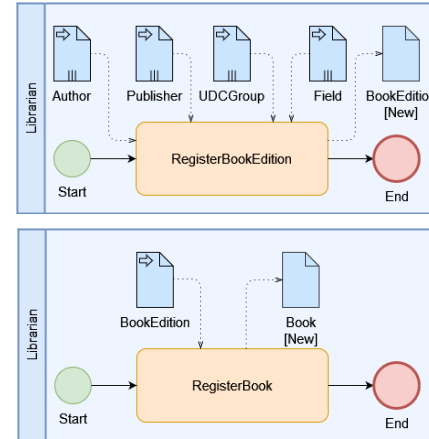 Librarian
Author
Publisher
UDCGroup
Field
BookEditio
[New]
RegisterBookEdition
Start
End
Librarian
BookEdition
Book
[New]
RegisterBook
Start
End